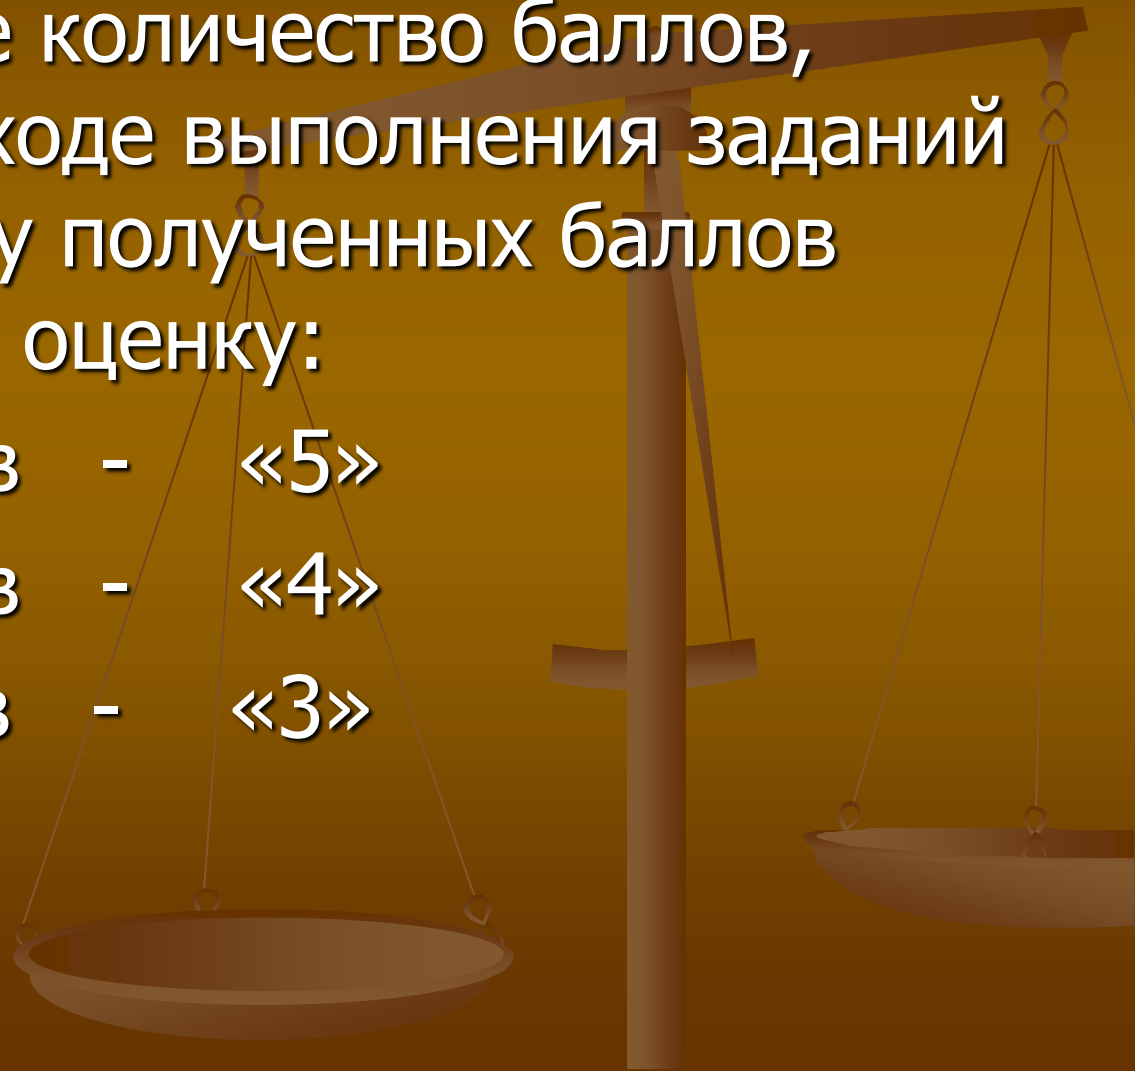 е количество баллов,
ходе выполнения заданий
у полученных баллов
оценку:
в - «5»
в - «4»
в - «3»